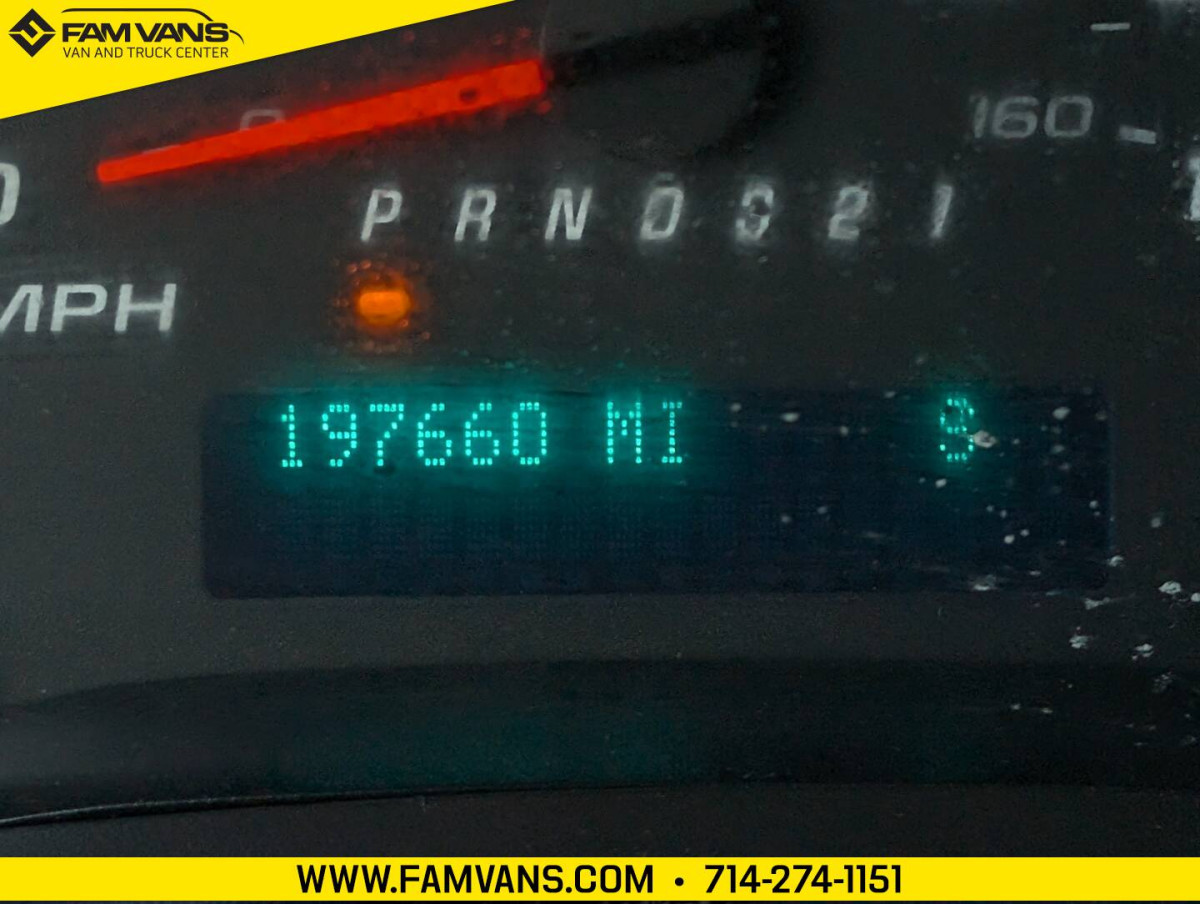 FAM VANS
VAN AND TRUCK CENTER
0
160
P R N D 3 2 1
MPH
197660 MI
WWW.FAMVANS.COM • 714-274-1151